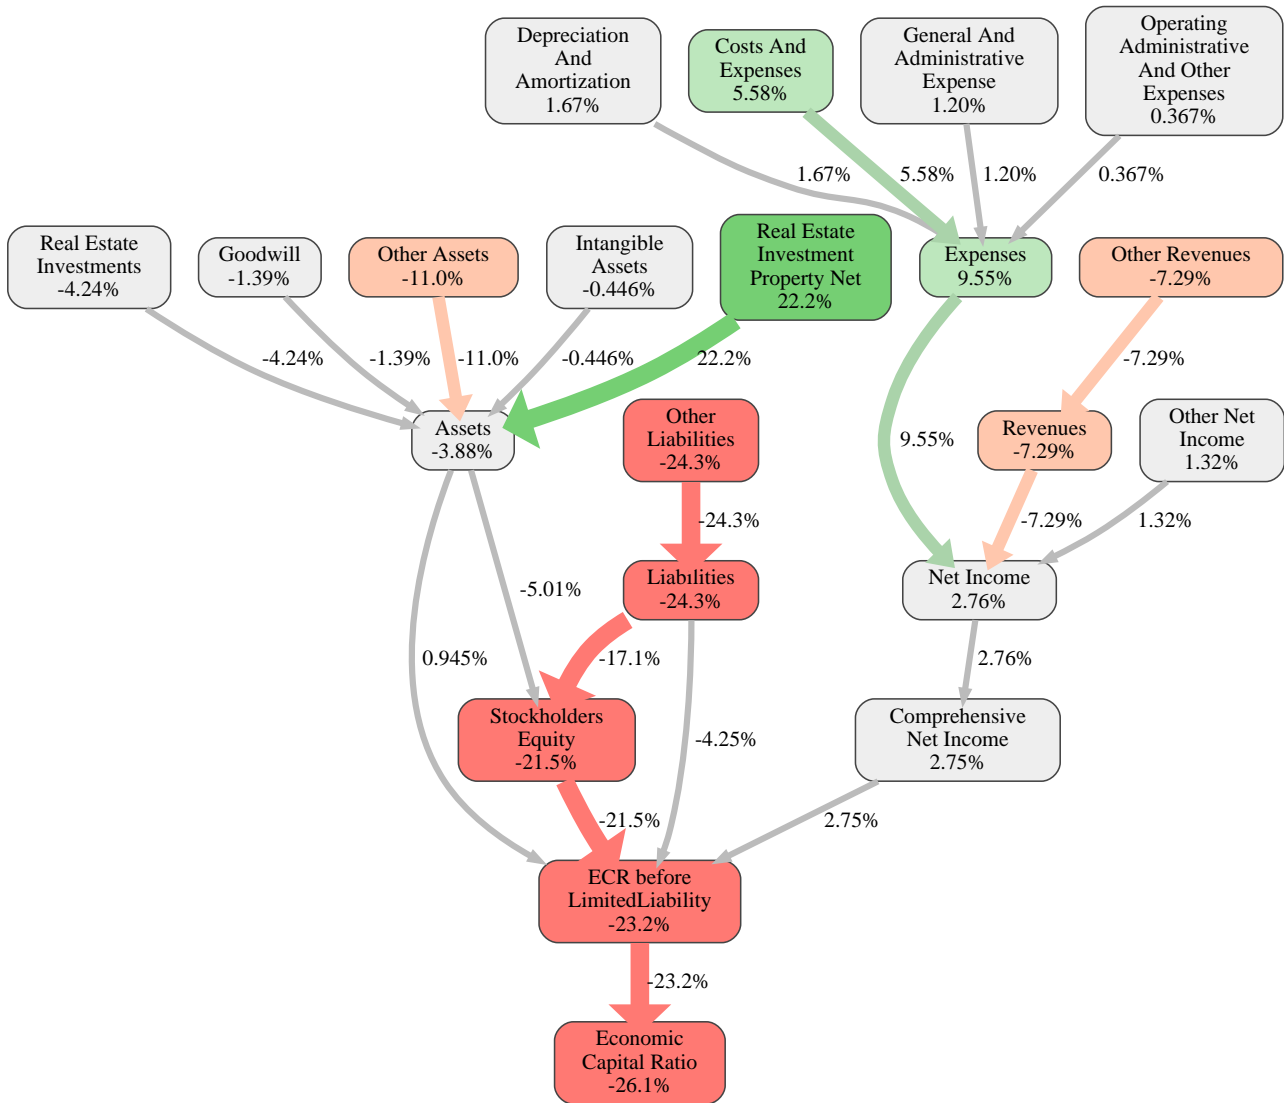 Depreciation
And
Amortization
1.67%
Costs And
Expenses
5.58%
General And
Administrative
Expense
1.20%
Operating
Administrative
And Other
Expenses
0.367%
1.67%
5.58%
1.20%
0.367%
Real Estate
Investments
-4.24%
Goodwill
-1.39%
Other Assets
-11.0%
Intangible
Assets
-0.446%
Real Estate
Investment
Property Net
22.2%
Expenses
9.55%
Other Revenues
-7.29%
-4.24%
-1.39%
-11.0%
-0.446%
22.2%
-7.29%
Assets
-3.88%
Other
Liabilities
-24.3%
9.55%
Revenues
-7.29%
Other Net
Income
1.32%
-24.3%
-7.29%
1.32%
-5.01%
Liabilities
-24.3%
Net Income
2.76%
0.945%
-17.1%
2.76%
Stockholders
Equity
-21.5%
-4.25%
Comprehensive
Net Income
2.75%
-21.5%
2.75%
ECR before
LimitedLiability
-23.2%
-23.2%
Economic
Capital Ratio
-26.1%